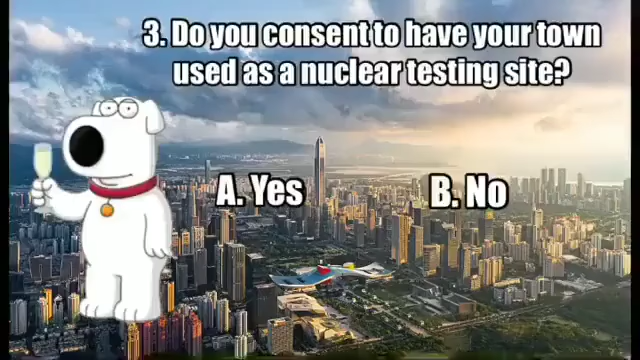 3. Do you consent to have your town
used as a nuclear testing site?
A. Yes
B. No